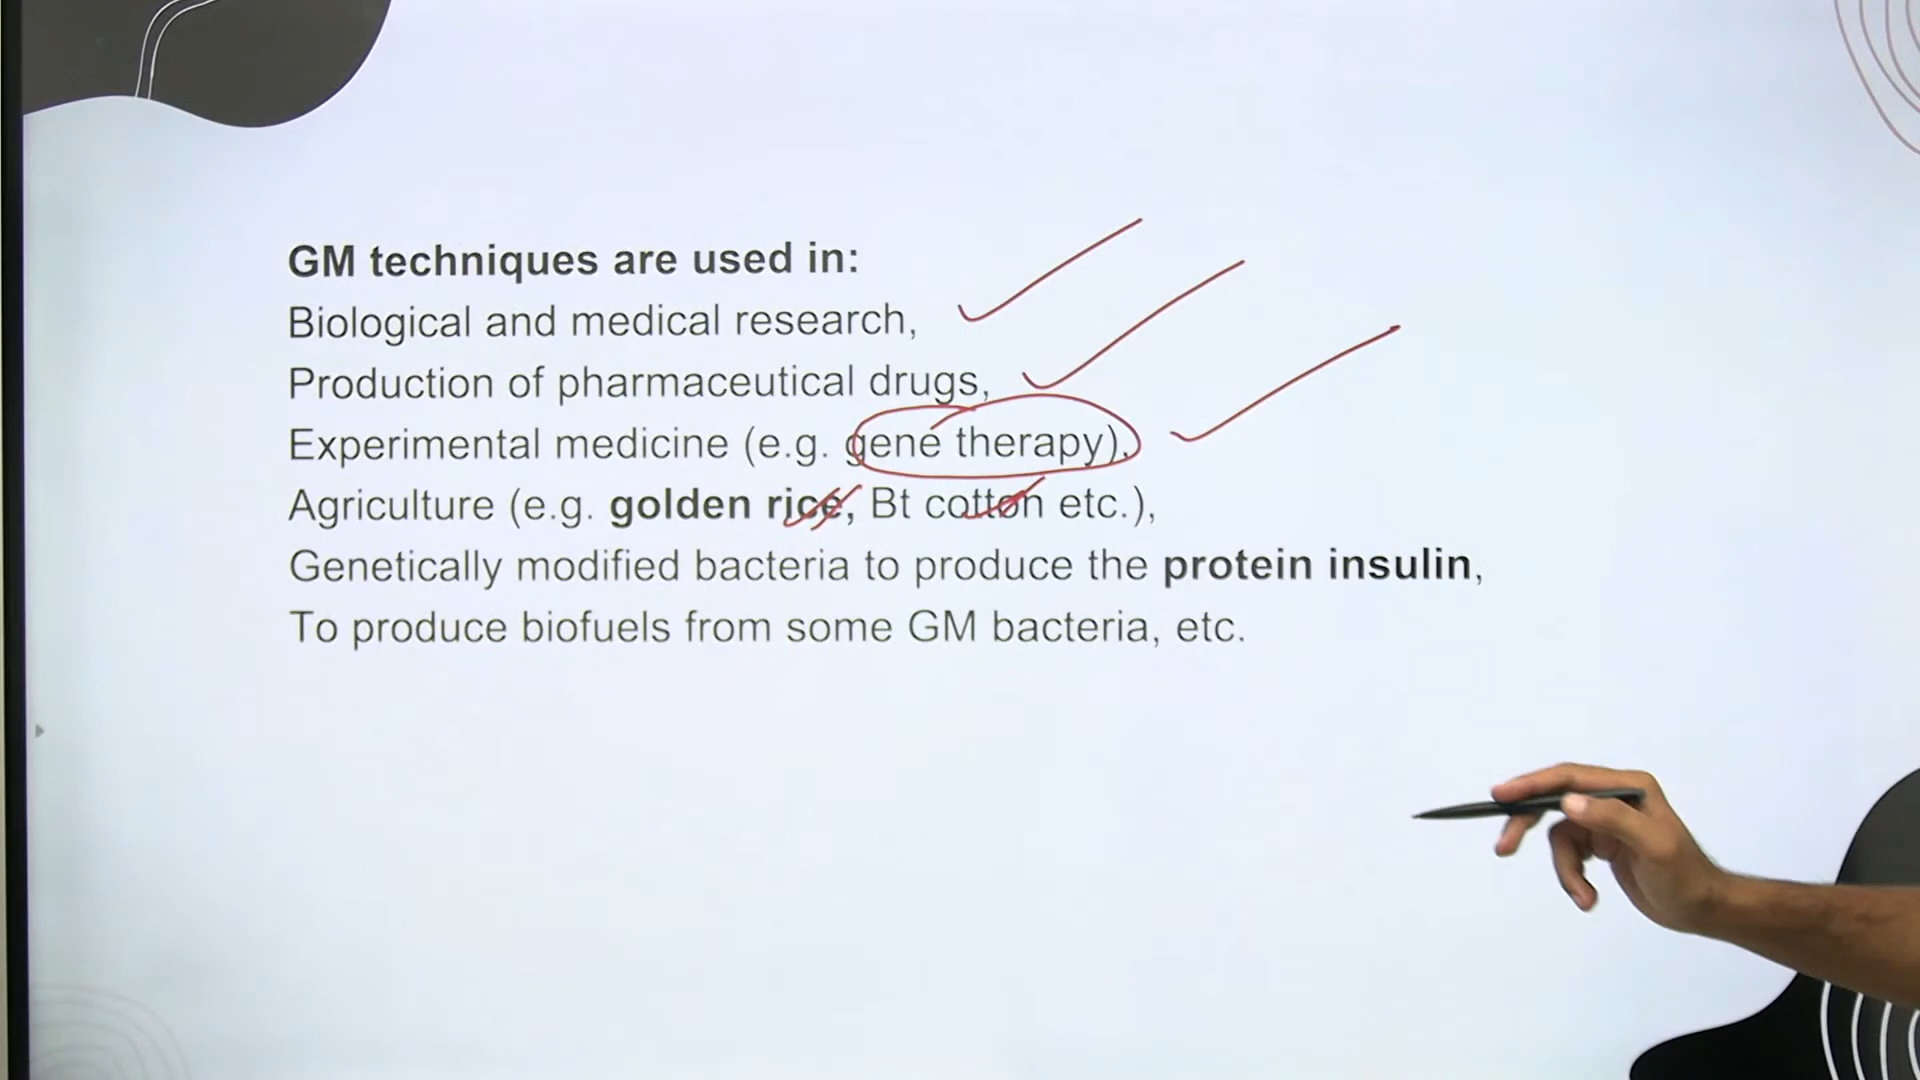 GM techniques are used in:
Biological and medical research,
Production of pharmaceutical drugs,
Experimental medicine (e.g. gene therapy),
Agriculture (e.g. golden rice, Bt cotton etc.),
Genetically modified bacteria to produce the protein insulin,
To produce biofuels from some GM bacteria, etc.